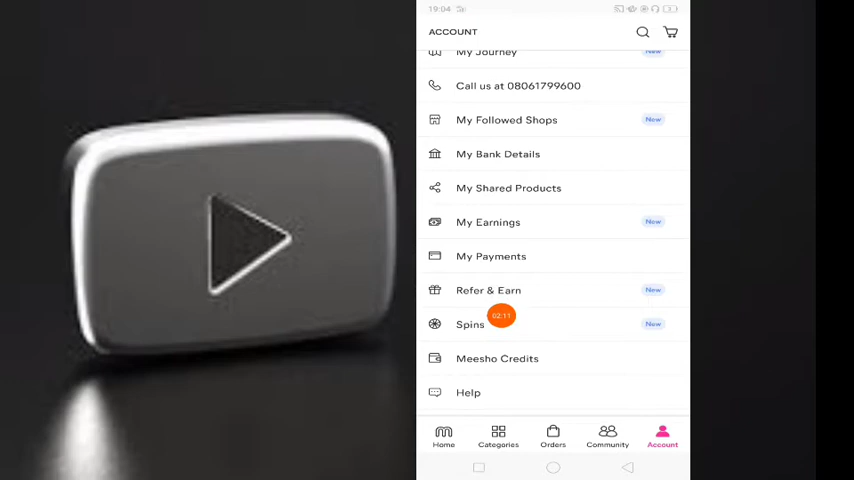 19:04
ACCOUNT
My Journey
New
Call us at 08061799600
My Followed Shops
New
My Bank Details
My Shared Products
My Earnings
New
My Payments
Refer & Earn
New
02:11
Spins
New
Meesho Credits
Help
Home
Categories
Orders
Community
Account